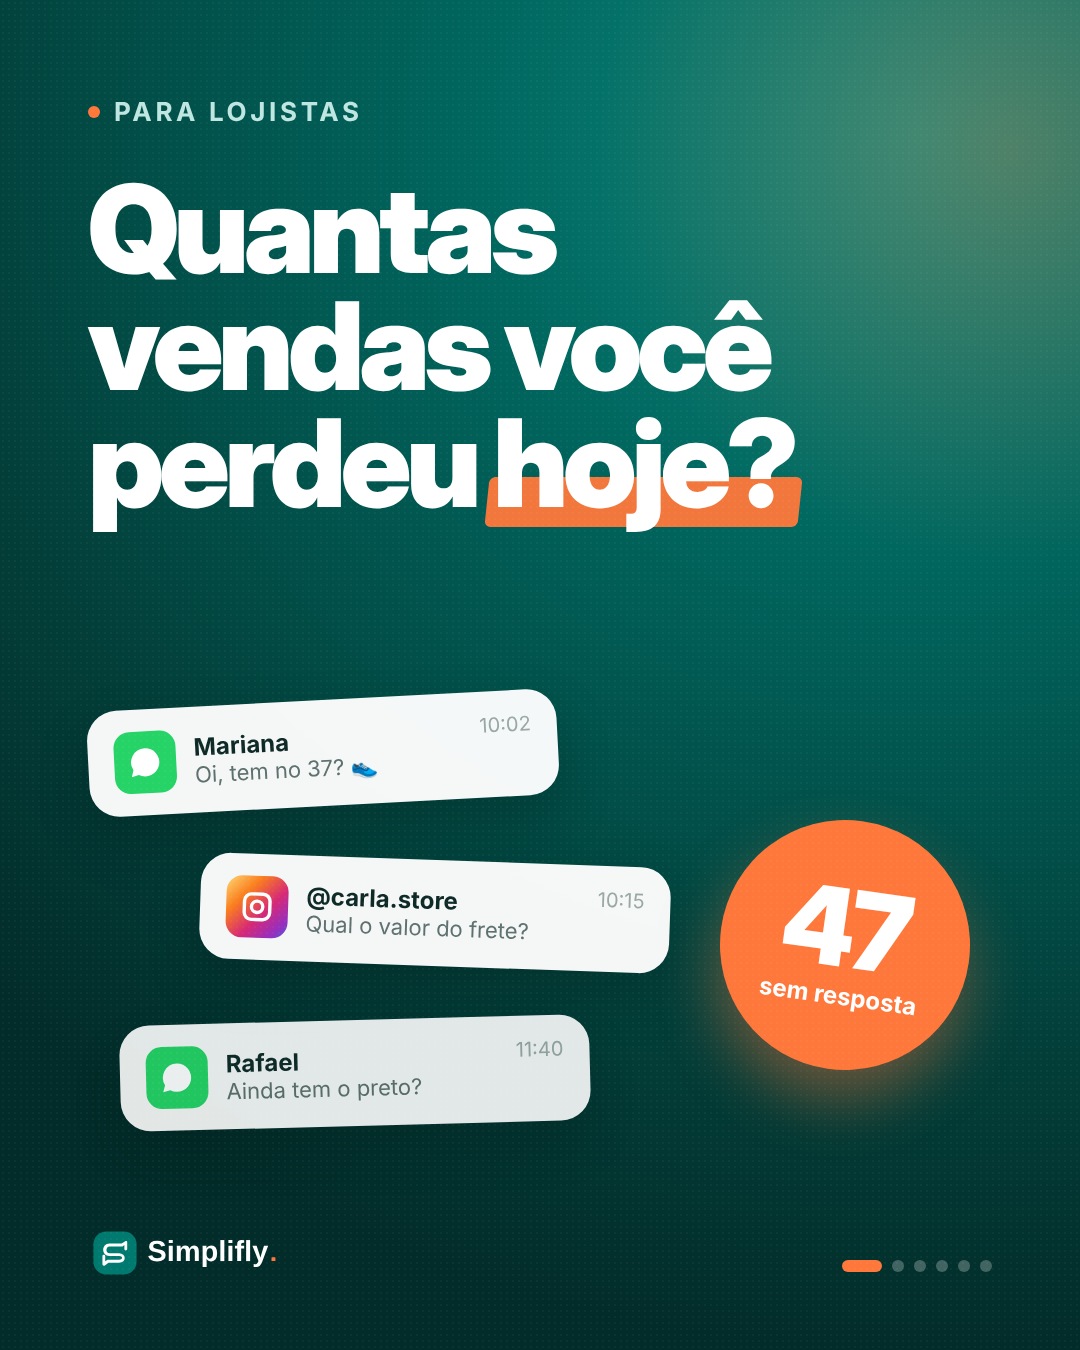 PARA LOJISTAS
Quantas
vendas você
perdeu hoje?
Mariana
10:02
Oi, tem no 37? 👟
@carla.store
10:15
Qual o valor do frete?
47
sem resposta
Rafael
11:40
Ainda tem o preto?
Simplifly.